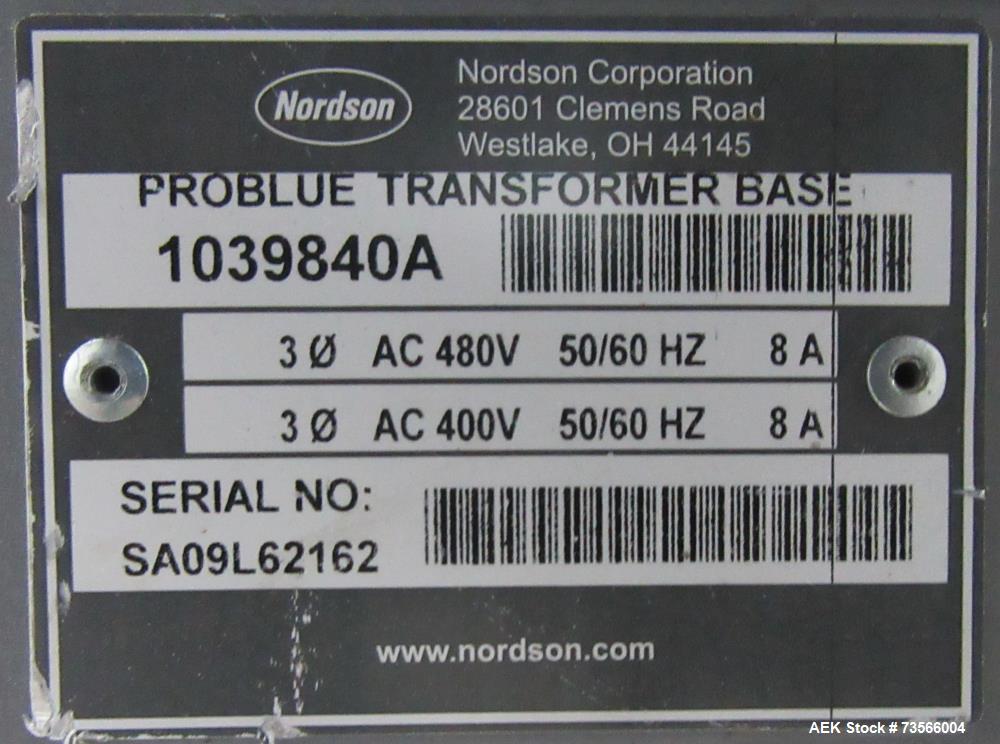 Nordson
Nordson Corporation
28601 Clemens Road
Westlake, OH 44145
PROBLUE TRANSFORMER BASE
1039840A
3 Ø AC 480V 50/60 HZ 8 A
3 Ø AC 400V 50/60 HZ 8 A
SERIAL NO:
SA09L62162
www.nordson.com
AEK Stock # 73566004